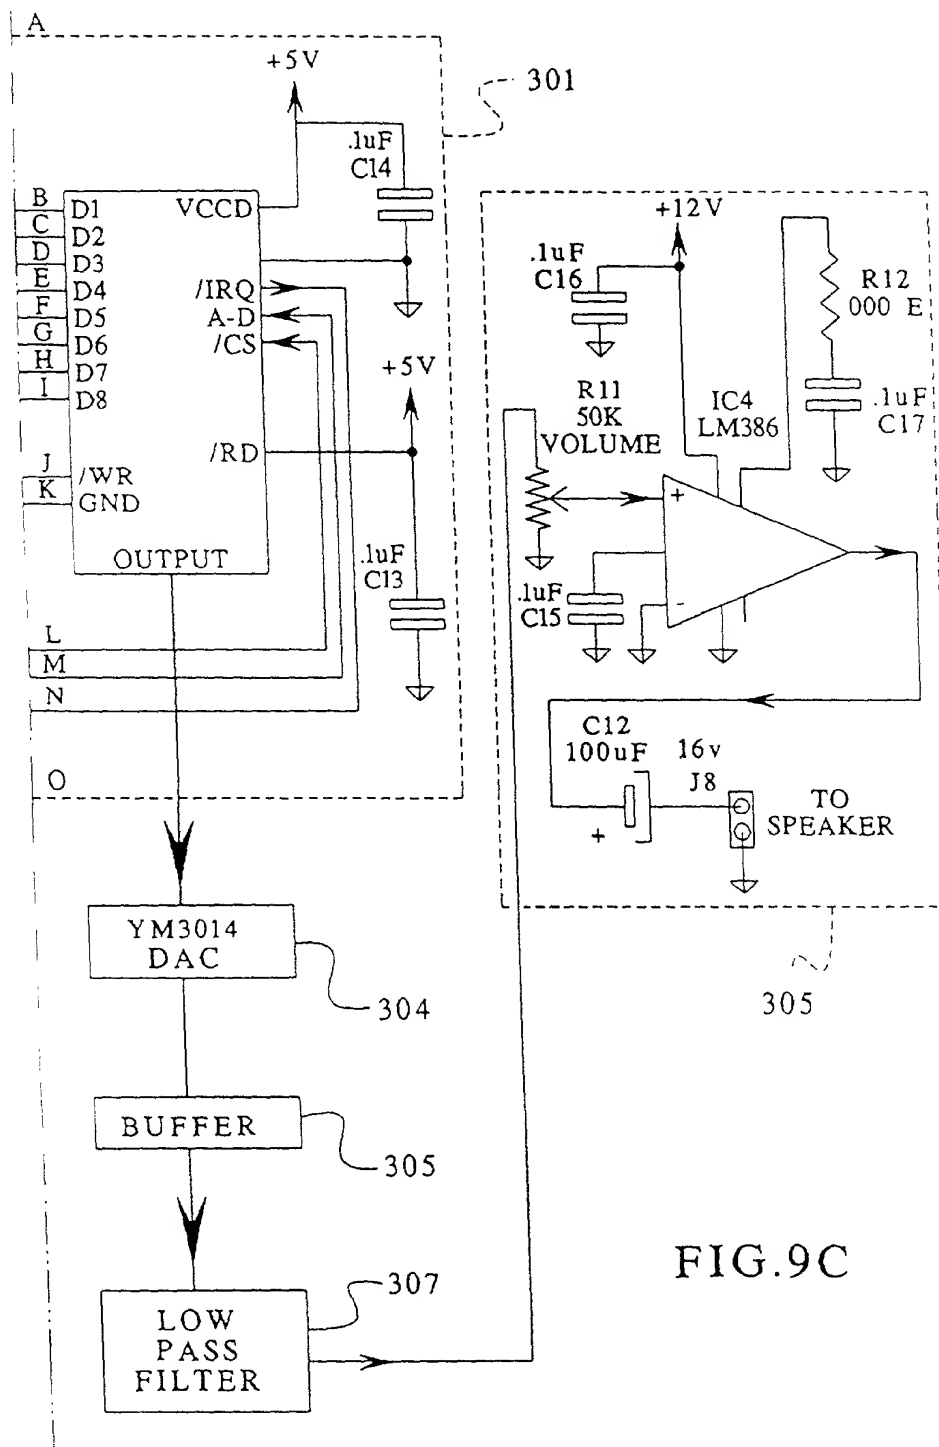 A
+5V
301
.1uF
C14
B
C
D
E
F
G
H
I
D1
D2
D3
D4
D5
D6
D7
D8
VCCD
/IRQ
A-D
/CS
+5V
/RD
J
K
/WR
GND
OUTPUT
.1uF
C13
L
M
N
O
YM3014
DAC
304
BUFFER
305
LOW
PASS
FILTER
307
+12V
.1uF
C16
R12
000 E
.1uF
C17
R11
50K
VOLUME
IC4
LM386
+
-
.1uF
C15
C12
100uF
16v
J8
+
TO
SPEAKER
305
FIG.9C